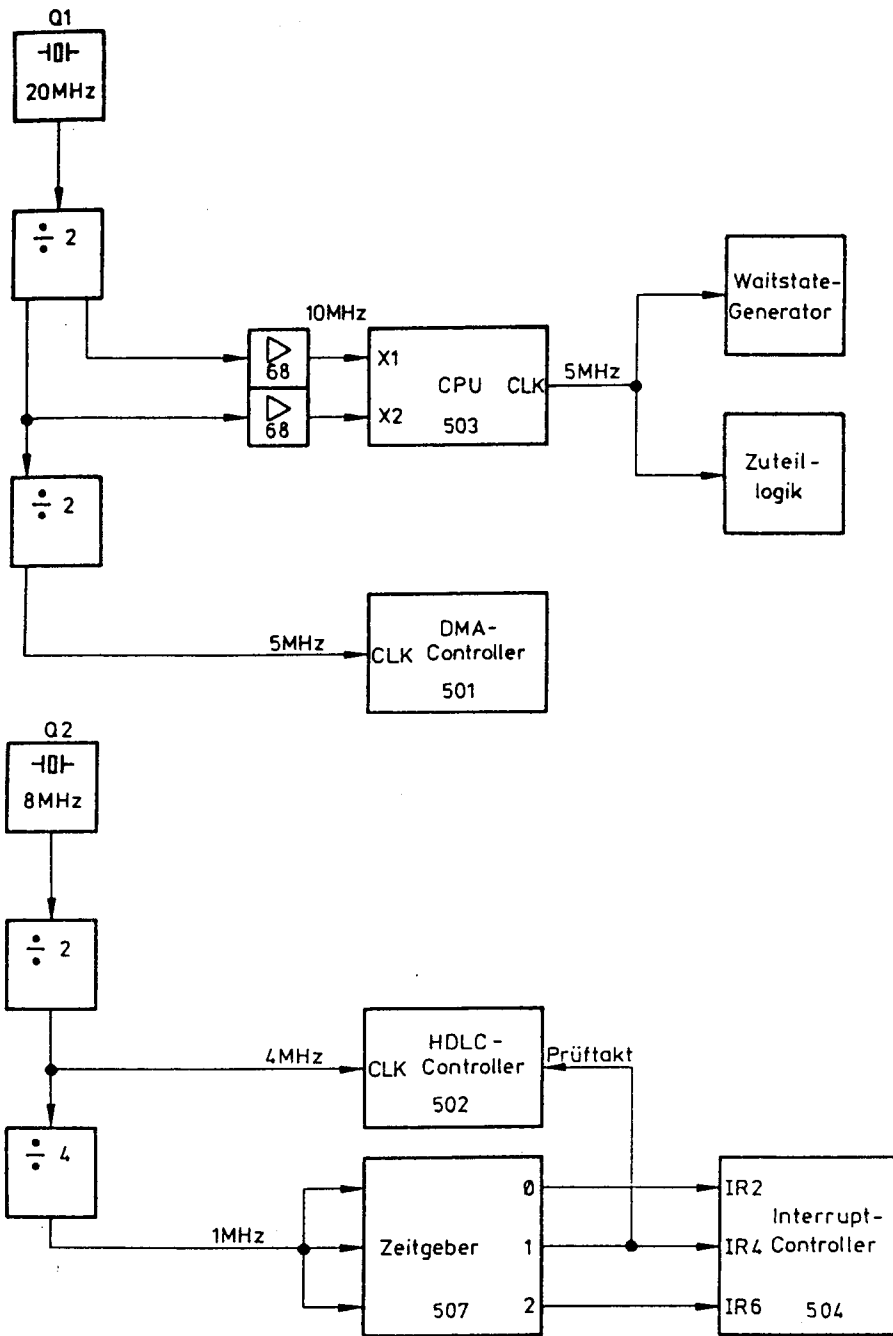 Q1
20MHz
÷ 2
10MHz
68
X1
CPU
CLK
5MHz
68
X2
503
Waitstate-
Generator
Zuteil-
logik
÷ 2
5MHz
CLK
DMA-
Controller
501
Q2
8MHz
÷ 2
4MHz
CLK
HDLC-
Controller
502
Prüftakt
÷ 4
1MHz
Zeitgeber
507
0
1
2
IR2
IR4
IR6
Interrupt-
Controller
504